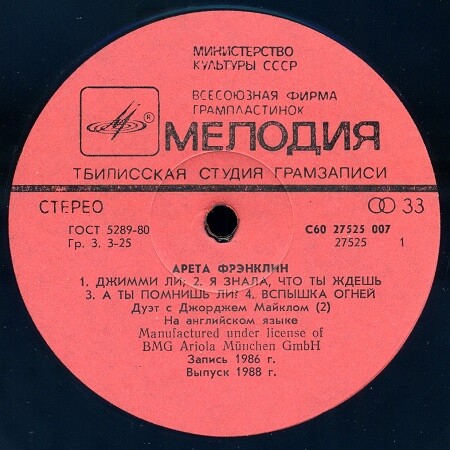 МИНИСТЕРСТВО
КУЛЬТУРЫ СССР
ВСЕСОЮЗНАЯ ФИРМА
ГРАМПЛАСТИНОК
® МЕЛОДИЯ
ТБИЛИССКАЯ СТУДИЯ ГРАМЗАПИСИ
СТЕРЕО 33
ГОСТ 5289-80 С60 27525 007
Гр. 3. 3-25 27525 1
АРЕТА ФРЭНКЛИН
1. ДЖИММИ ЛИ; 2. Я ЗНАЛА, ЧТО ТЫ ЖДЕШЬ
3. А ТЫ ПОМНИШЬ ЛИ? 4. ВСПЫШКА ОГНЕЙ
Дуэт с Джорджем Майклом (2)
На английском языке
Manufactured under license of
BMG Ariola München GmbH
Запись 1986 г.
Выпуск 1988 г.